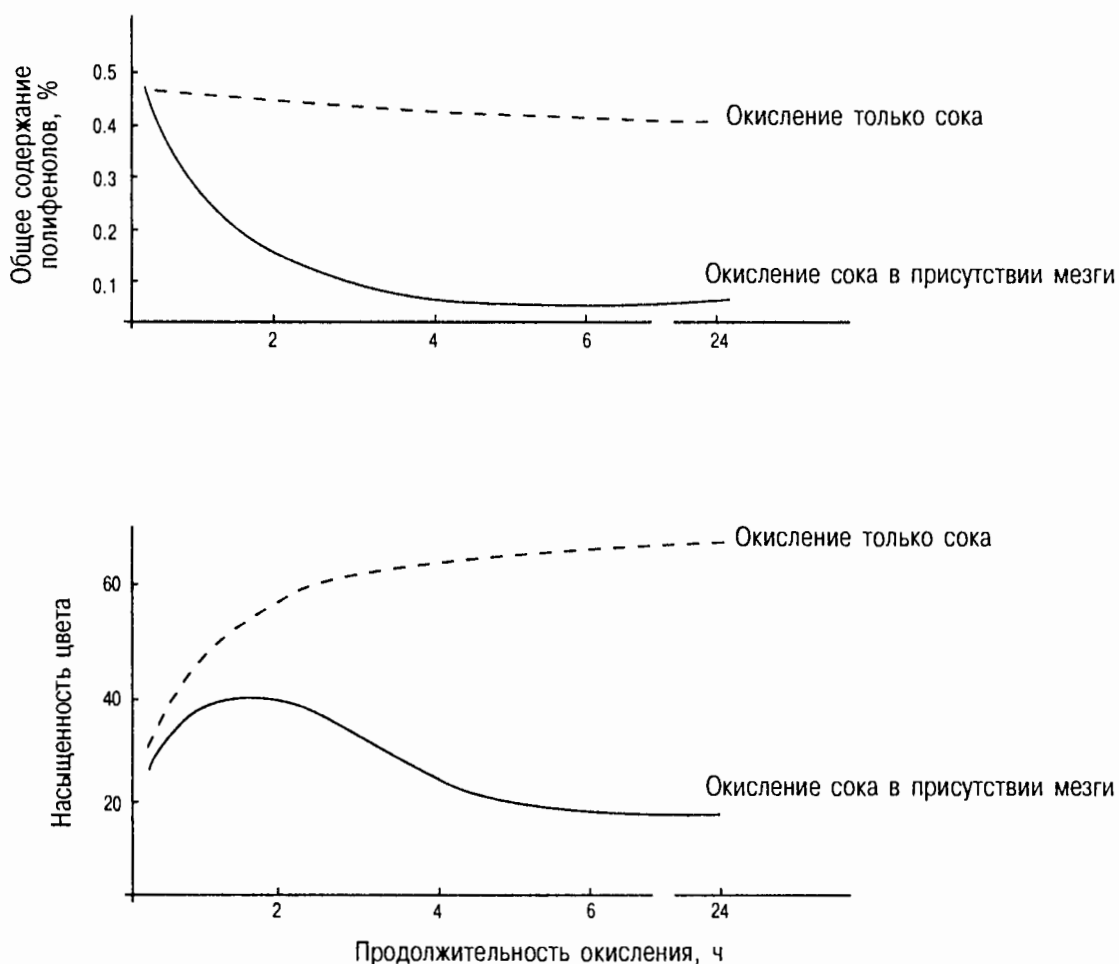 Общее содержание
полифенолов, %
0.5
0.4
0.3
0.2
0.1
Окисление только сока
Окисление сока в присутствии мезги
2 4 6 24
Насыщенность цвета
60
40
20
Окисление только сока
Окисление сока в присутствии мезги
2 4 6 24
Продолжительность окисления, ч